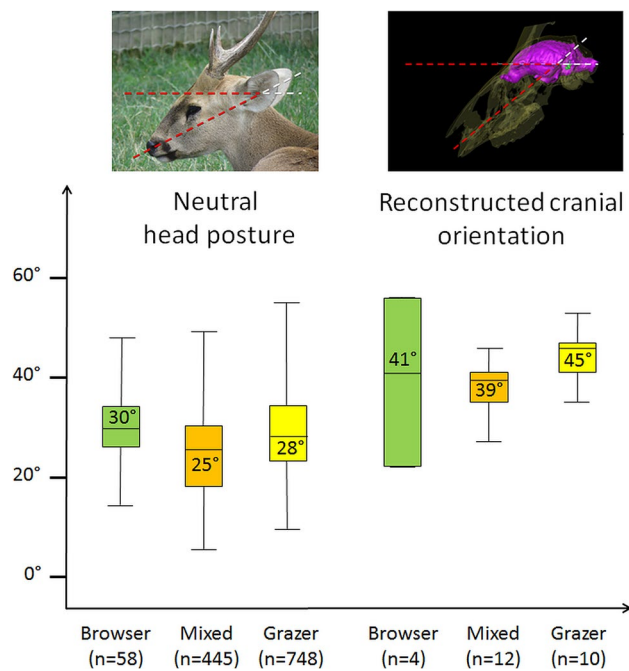 Neutral
head posture
Reconstructed cranial
orientation
60°
40°
20°
0°
30°
25°
28°
41°
39°
45°
Browser
(n=58)
Mixed
(n=445)
Grazer
(n=748)
Browser
(n=4)
Mixed
(n=12)
Grazer
(n=10)